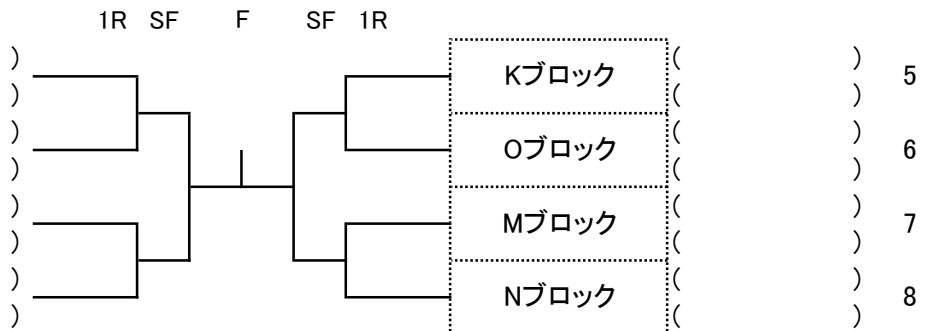 1R SF F SF 1R
) Kブロック ( ) 5
) ( )
) Oブロック ( ) 6
) ( )
) Mブロック ( ) 7
) ( )
) Nブロック ( ) 8
) ( )